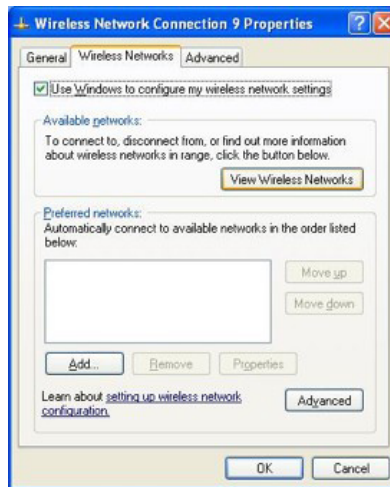 Wireless Network Connection 9 Properties
General Wireless Networks Advanced
Use Windows to configure my wireless network settings
Available networks:
To connect to, disconnect from, or find out more information
about wireless networks in range, click the button below.
View Wireless Networks
Preferred networks:
Automatically connect to available networks in the order listed
below:
Move up
Move down
Add... Remove Properties
Learn about setting up wireless network
configuration.
Advanced
OK Cancel